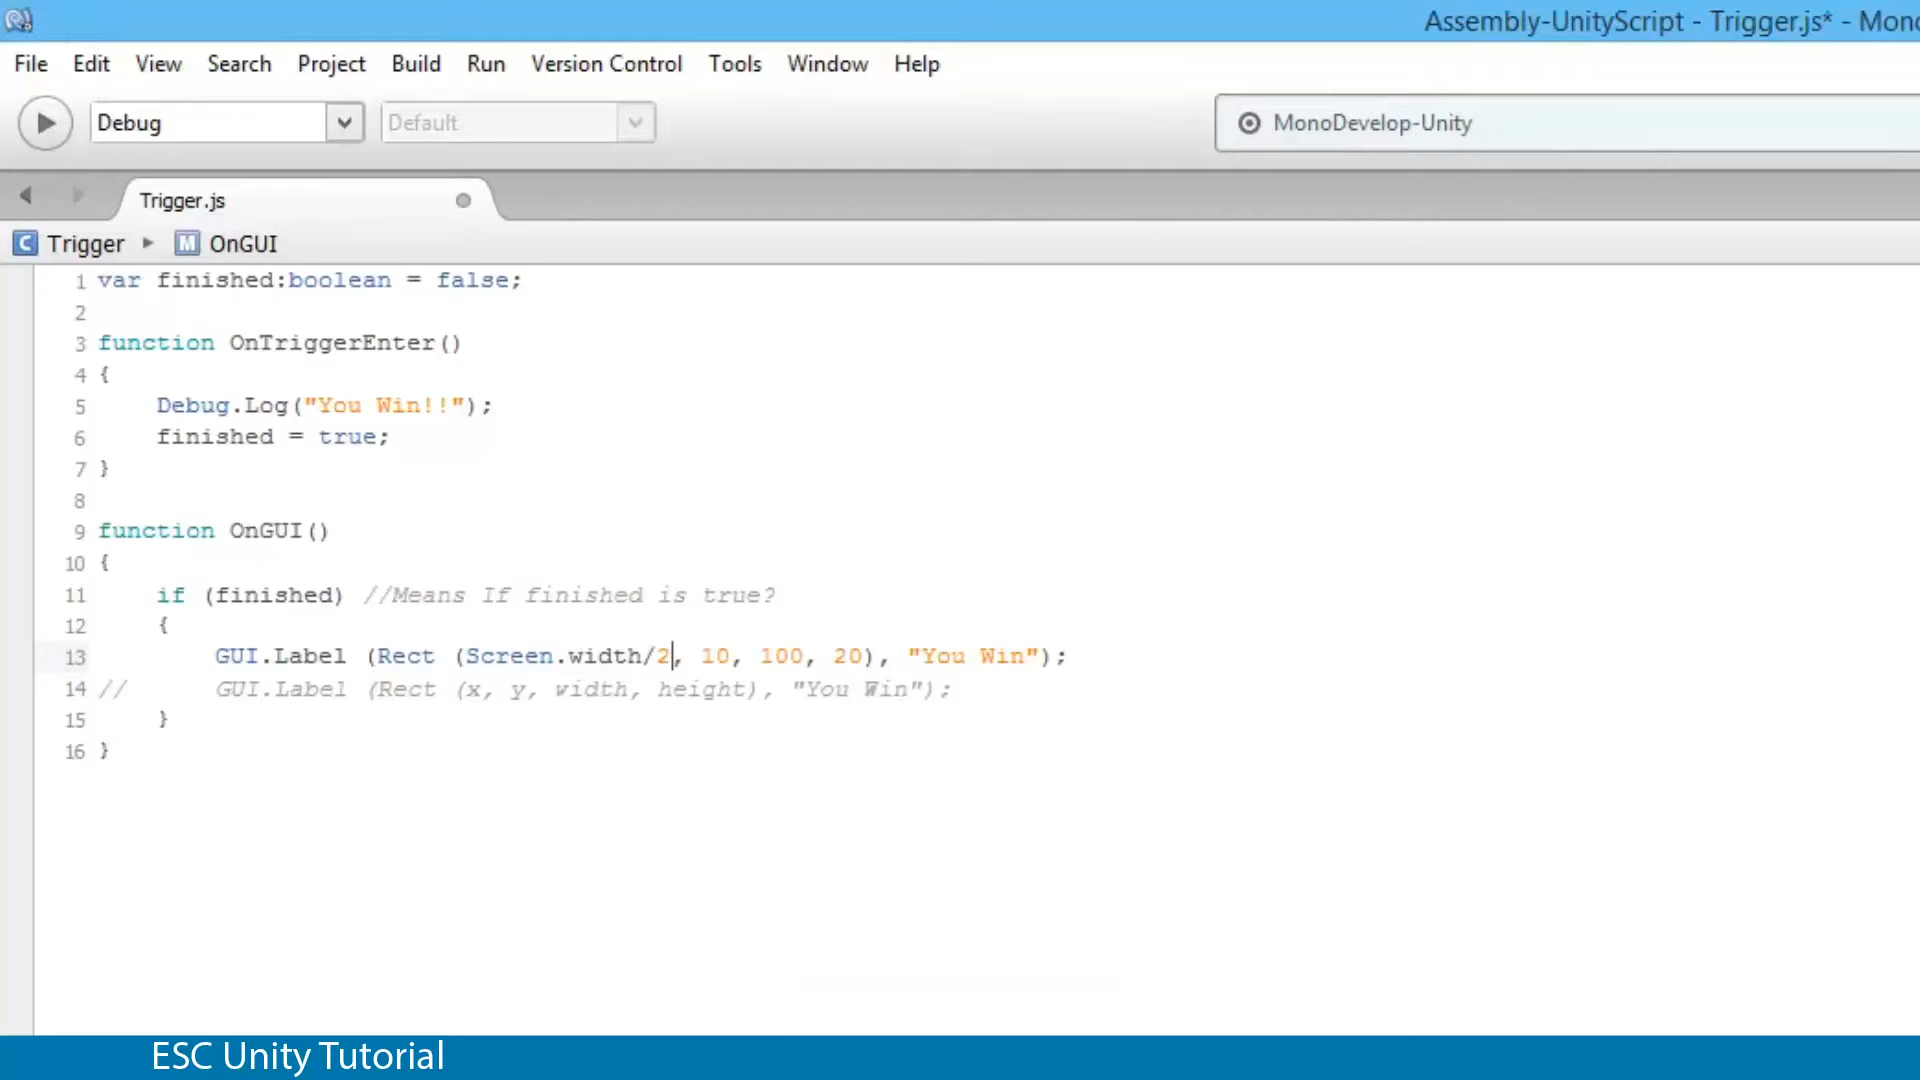 Assembly-UnityScript - Trigger.js* - Mono
File Edit View Search Project Build Run Version Control Tools Window Help
Debug Default MonoDevelop-Unity
Trigger.js
C Trigger M OnGUI
1 var finished:boolean = false;
2
3 function OnTriggerEnter()
4 {
5 Debug.Log("You Win!!");
6 finished = true;
7 }
8
9 function OnGUI()
10 {
11 if (finished) //Means If finished is true?
12 {
13 GUI.Label (Rect (Screen.width/2, 10, 100, 20), "You Win");
14 // GUI.Label (Rect (x, y, width, height), "You Win");
15 }
16 }
ESC Unity Tutorial